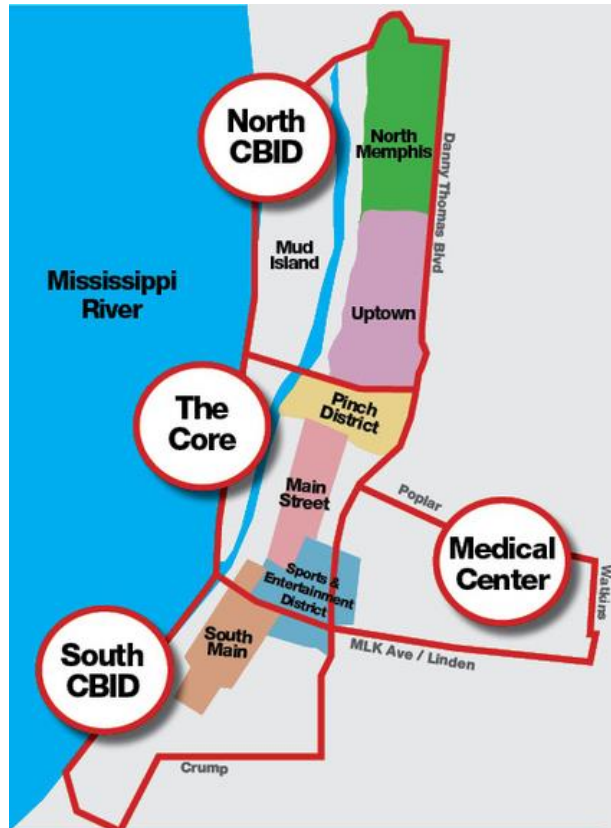 North
CBID
North
Memphis
Danny Thomas Blvd
Mud
Island
Mississippi
River
Uptown
The
Core
Pinch
District
Main
Street
Poplar
Medical
Center
Watkins
Sports &
Entertainment
District
South
Main
MLK Ave / Linden
South
CBID
Crump